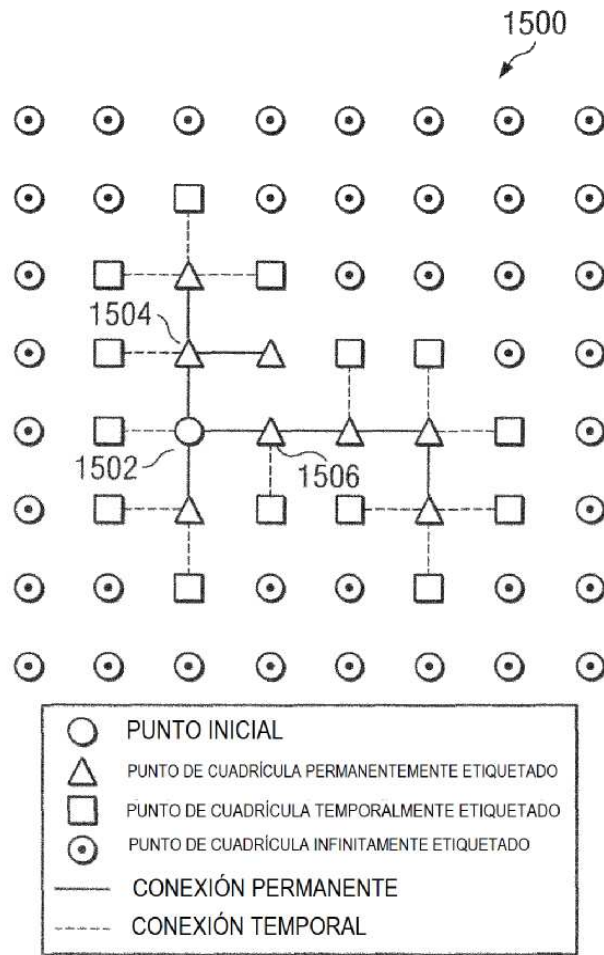 1500
1504
1502
1506
PUNTO INICIAL
PUNTO DE CUADRÍCULA PERMANENTEMENTE ETIQUETADO
PUNTO DE CUADRÍCULA TEMPORALMENTE ETIQUETADO
PUNTO DE CUADRÍCULA INFINITAMENTE ETIQUETADO
CONEXIÓN PERMANENTE
CONEXIÓN TEMPORAL